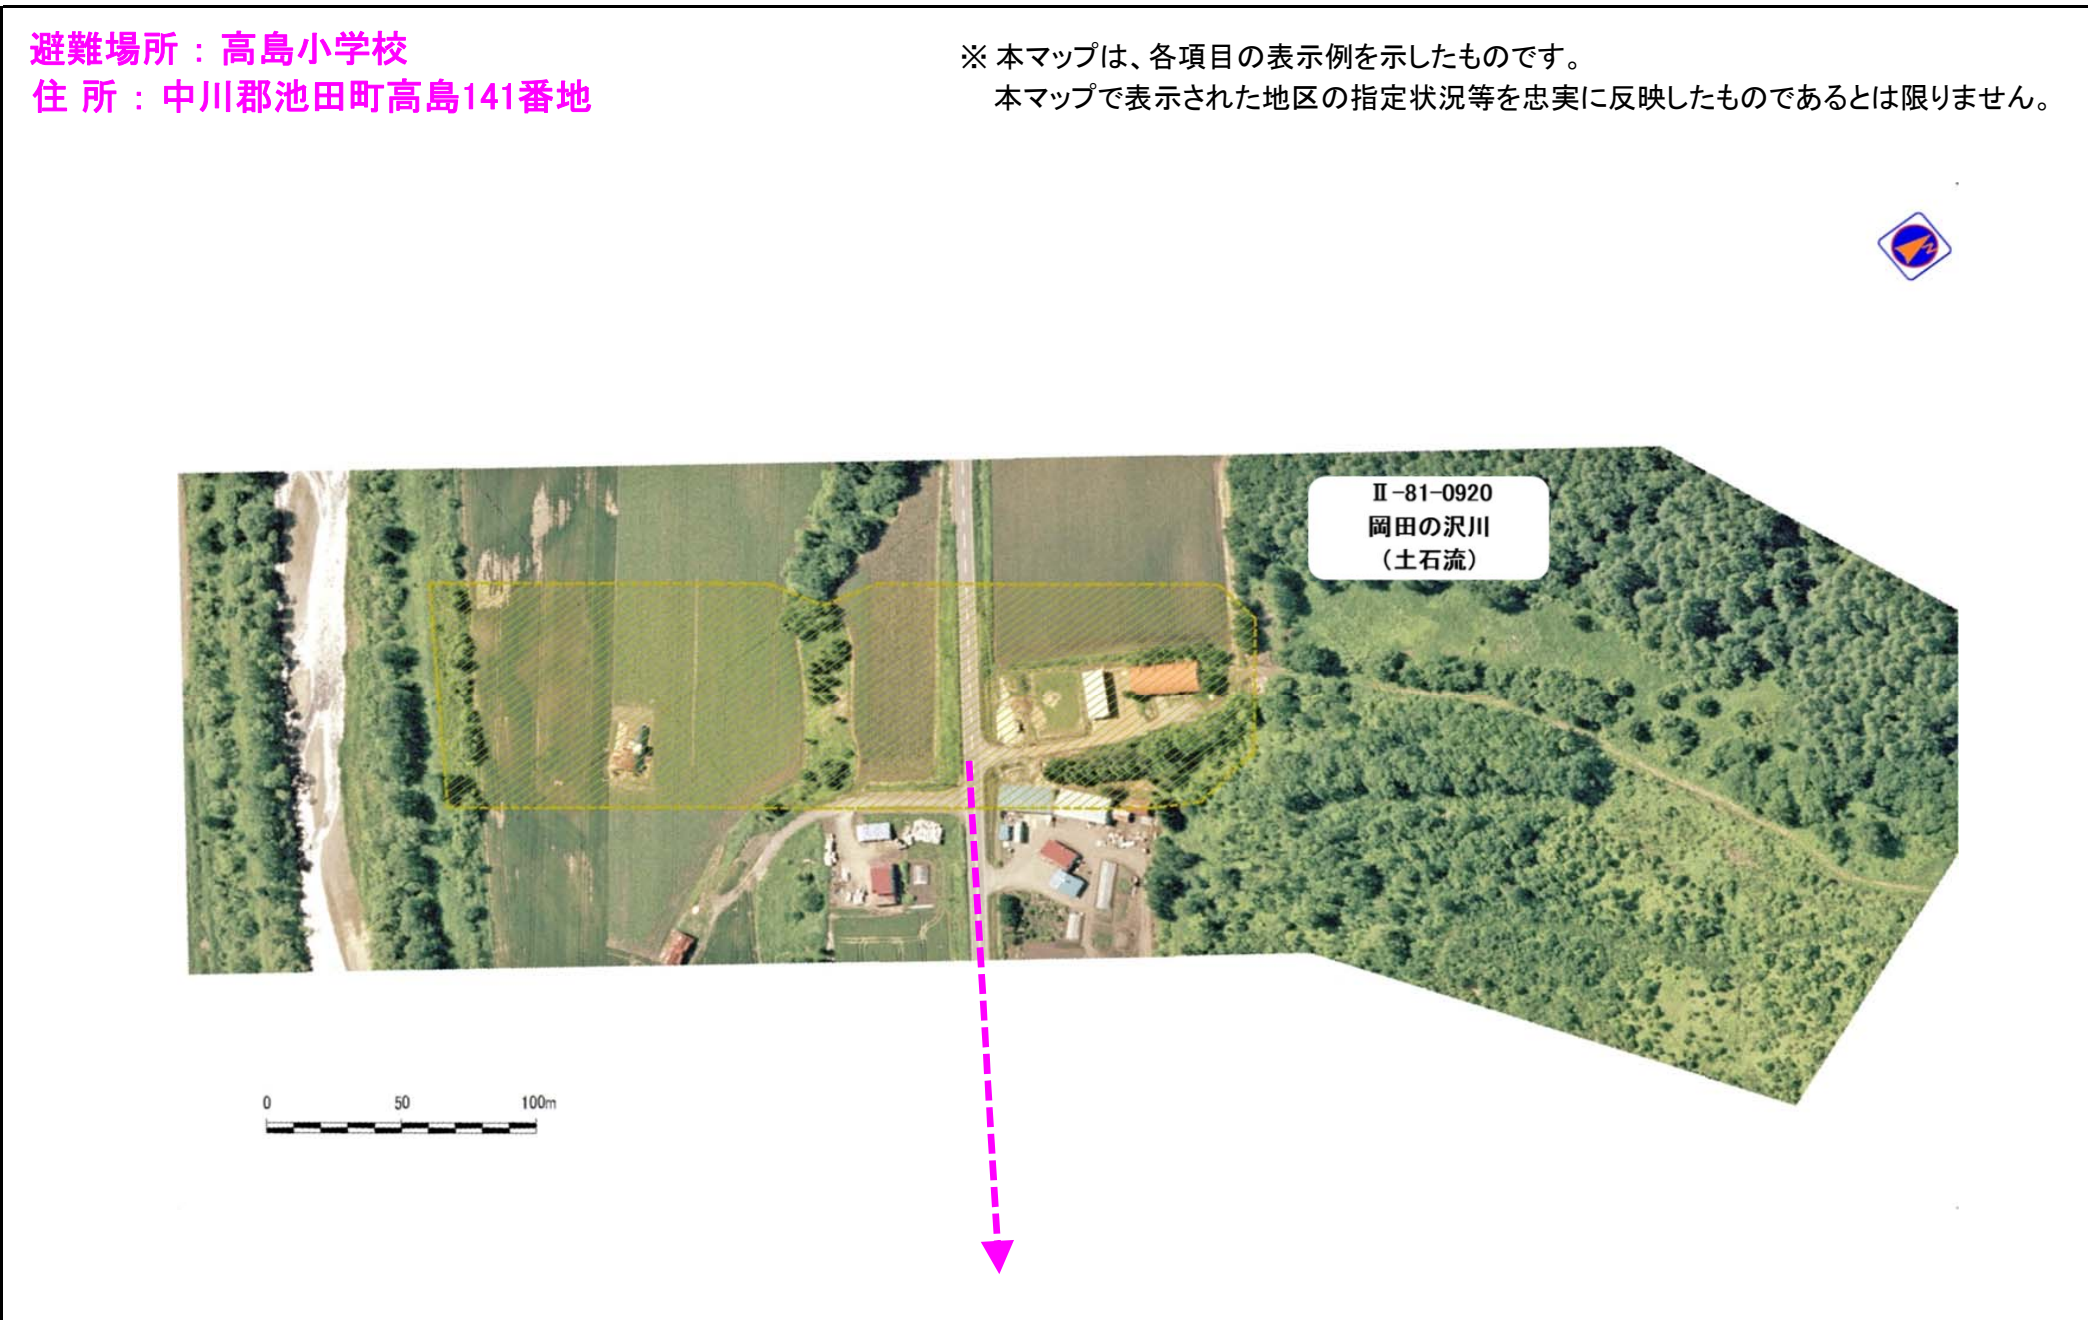 避難場所：高島小学校
住 所：中川郡池田町高島141番地
※ 本マップは、各項目の表示例を示したものです。
本マップで表示された地区の指定状況等を忠実に反映したものであるとは限りません。
N
Ⅱ-81-0920
岡田の沢川
（土石流）
0 50 100m